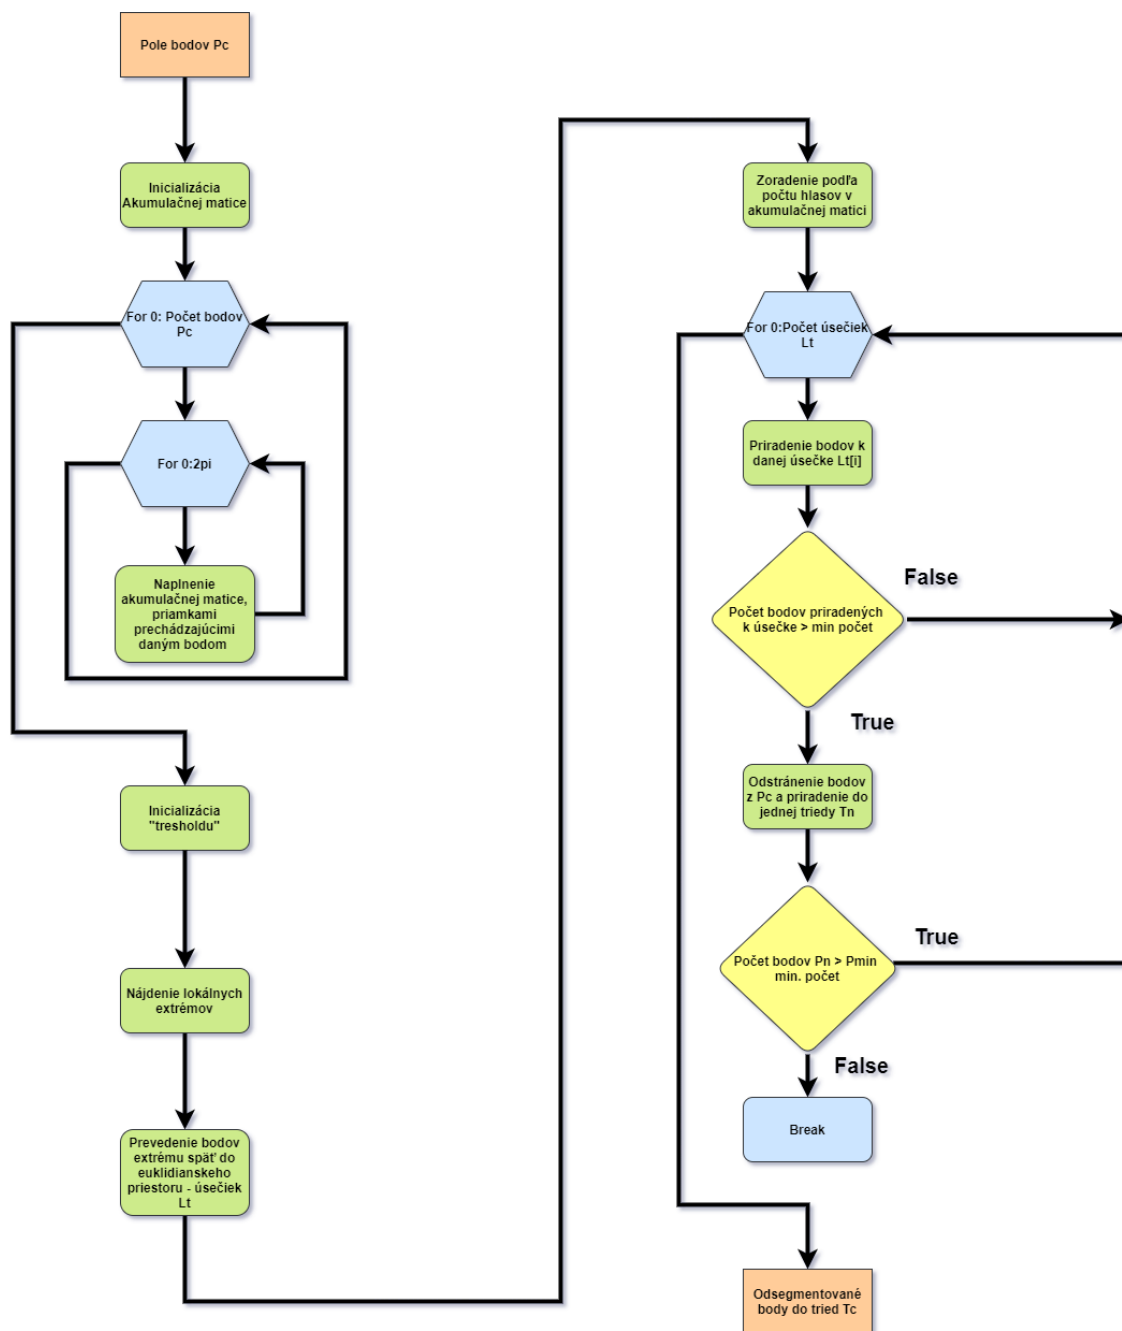 Pole bodov Pc
Inicializácia
Akumulačnej matice
For 0: Počet bodov
Pc
For 0:2pi
Naplnenie
akumulačnej matice,
priamkami
prechádzajúcimi
daným bodom
Inicializácia
"tresholdu"
Nájdenie lokálnych
extrémov
Prevedenie bodov
extrému späť do
euklidianskeho
priestoru - úsečiek
Lt
Zoradenie podľa
počtu hlasov v
akumulačnej matici
For 0:Počet úsečiek
Lt
Priradenie bodov k
danej úsečke Lt[i]
Počet bodov priradených
k úsečke > min počet
False
True
Odstránenie bodov
z Pc a priradenie do
jednej triedy Tn
Počet bodov Pn > Pmin
min. počet
True
False
Break
Odsegmentované
body do tried Tc